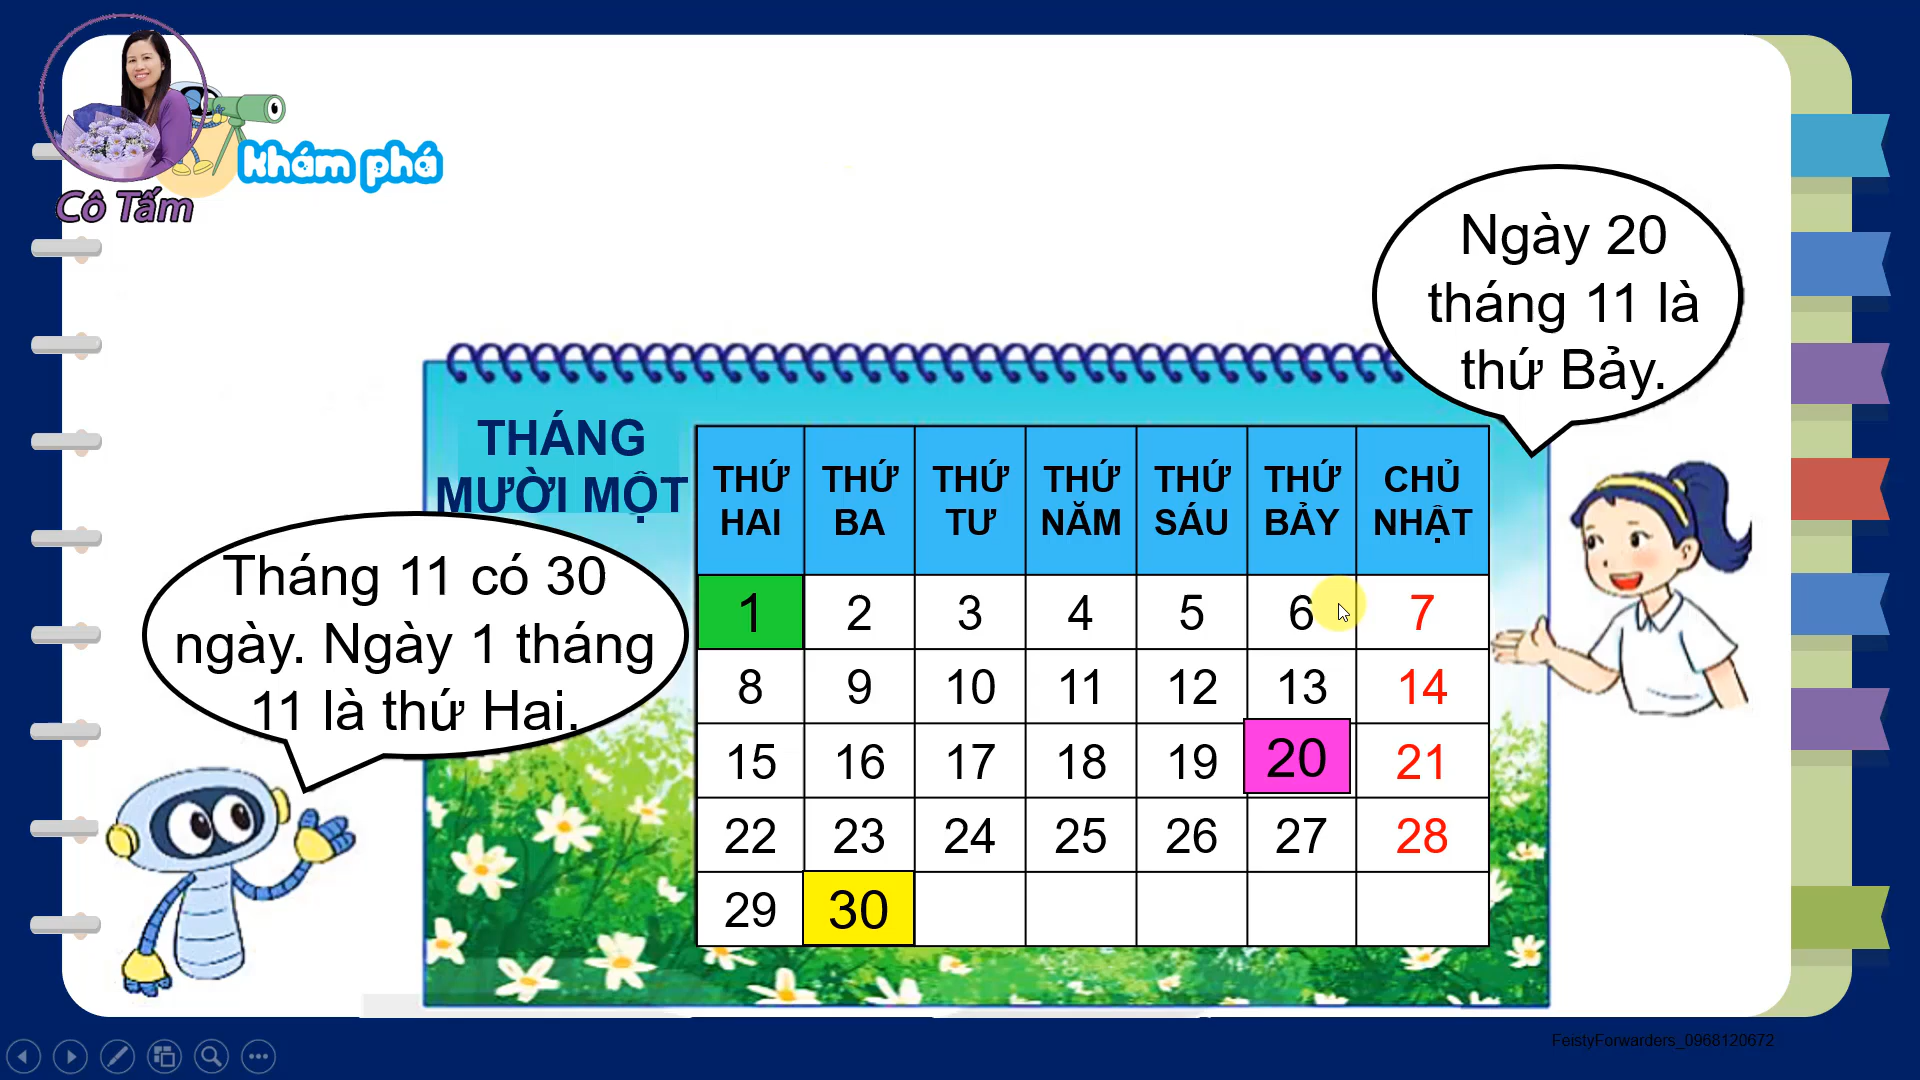 Cô Tấm
khám phá
Ngày 20
tháng 11 là
thứ Bảy.
THÁNG
MƯỜI MỘT
Tháng 11 có 30
ngày. Ngày 1 tháng
11 là thứ Hai.
THỨ HAI THỨ BA THỨ TƯ THỨ NĂM THỨ SÁU THỨ BẢY CHỦ NHẬT
1 2 3 4 5 6 7
8 9 10 11 12 13 14
15 16 17 18 19 20 21
22 23 24 25 26 27 28
29 30
FeistyForwarders_0968120672